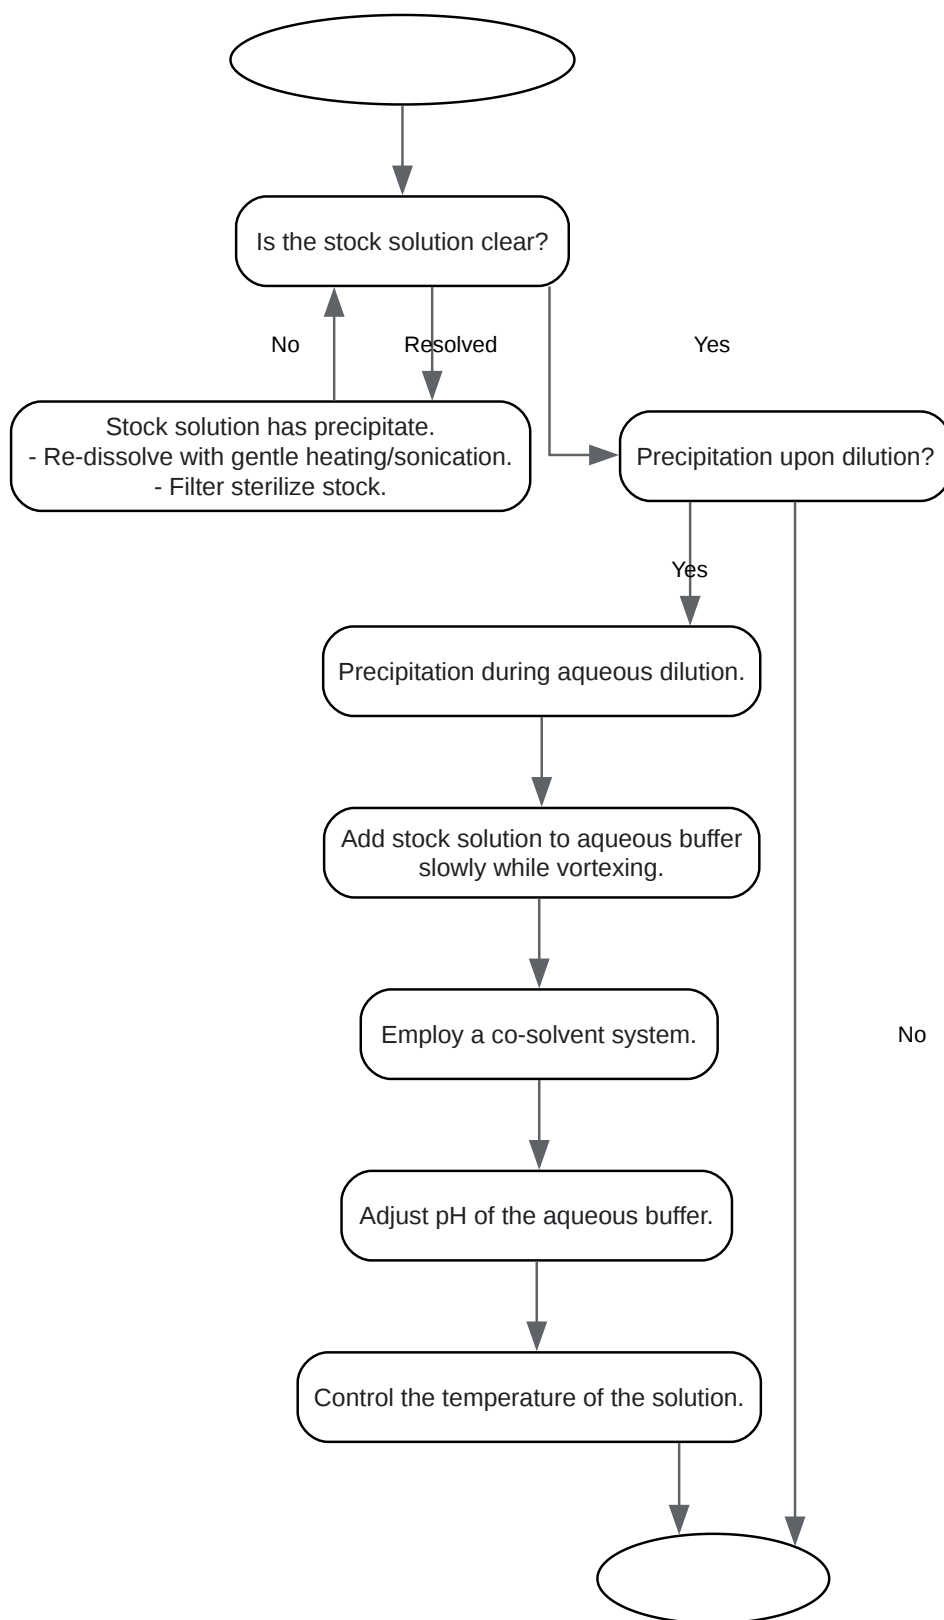 Is the stock solution clear?
No
Resolved
Yes
Stock solution has precipitate.
- Re-dissolve with gentle heating/sonication.
- Filter sterilize stock.
Precipitation upon dilution?
Yes
Precipitation during aqueous dilution.
Add stock solution to aqueous buffer
slowly while vortexing.
Employ a co-solvent system.
No
Adjust pH of the aqueous buffer.
Control the temperature of the solution.